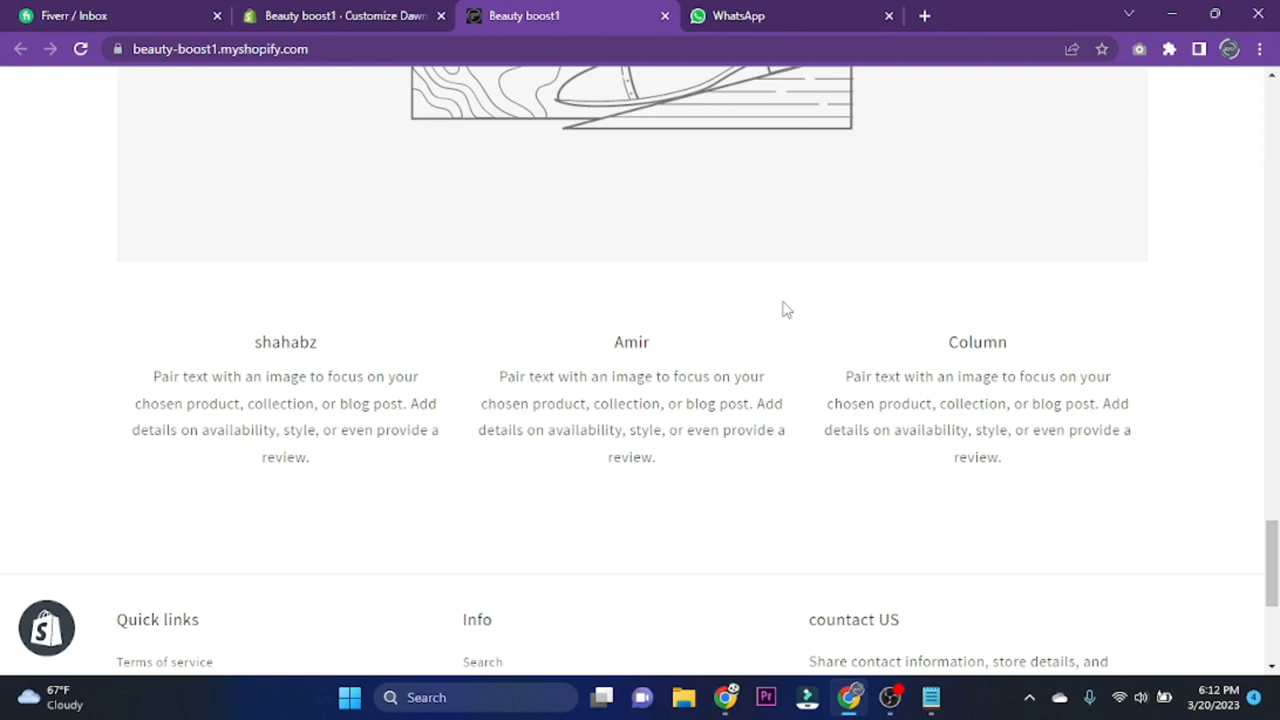 Fiverr / Inbox
Beauty boost1 · Customize Dawn
Beauty boost1
WhatsApp
beauty-boost1.myshopify.com
shahabz
Amir
Column
Pair text with an image to focus on your
chosen product, collection, or blog post. Add
details on availability, style, or even provide a
review.
Pair text with an image to focus on your
chosen product, collection, or blog post. Add
details on availability, style, or even provide a
review.
Pair text with an image to focus on your
chosen product, collection, or blog post. Add
details on availability, style, or even provide a
review.
Quick links
Info
countact US
Terms of service
Search
Share contact information, store details, and
67°F
Cloudy
Search
6:12 PM
3/20/2023
4